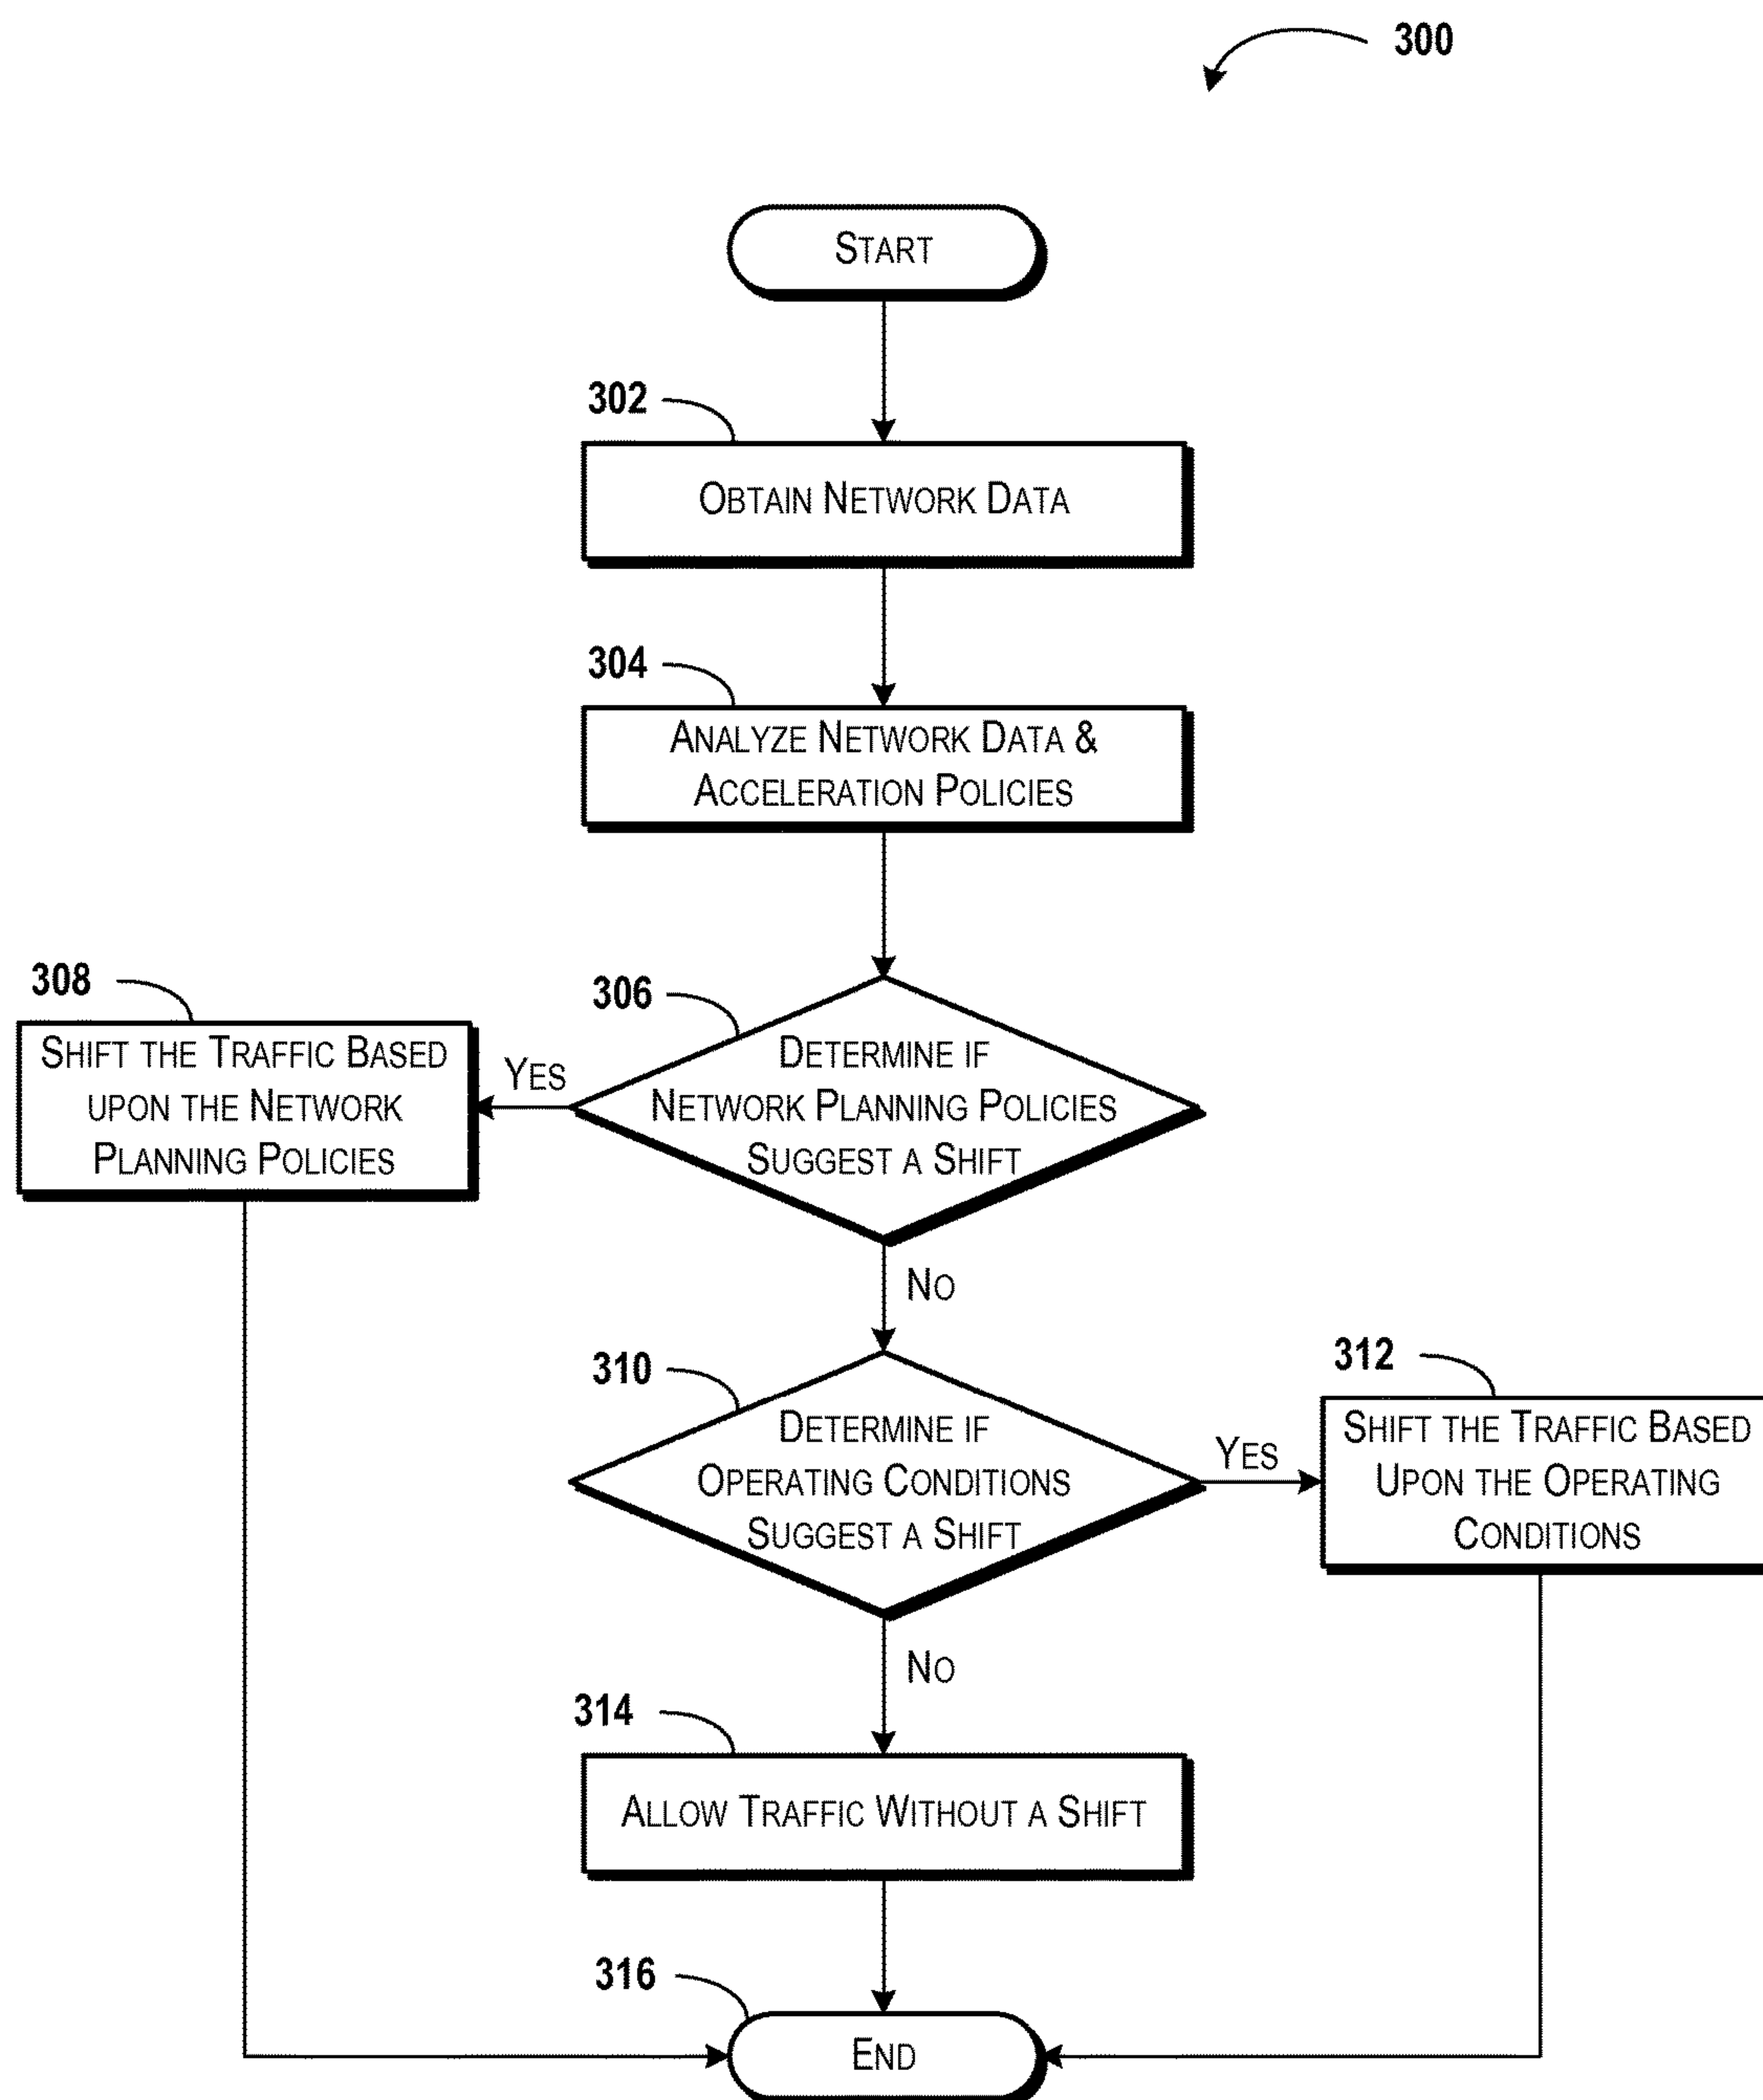 300
START
302
OBTAIN NETWORK DATA
304
ANALYZE NETWORK DATA &
ACCELERATION POLICIES
308
SHIFT THE TRAFFIC BASED
UPON THE NETWORK
PLANNING POLICIES
YES
306
DETERMINE IF
NETWORK PLANNING POLICIES
SUGGEST A SHIFT
NO
310
DETERMINE IF
OPERATING CONDITIONS
SUGGEST A SHIFT
YES
312
SHIFT THE TRAFFIC BASED
UPON THE OPERATING
CONDITIONS
NO
314
ALLOW TRAFFIC WITHOUT A SHIFT
316
END